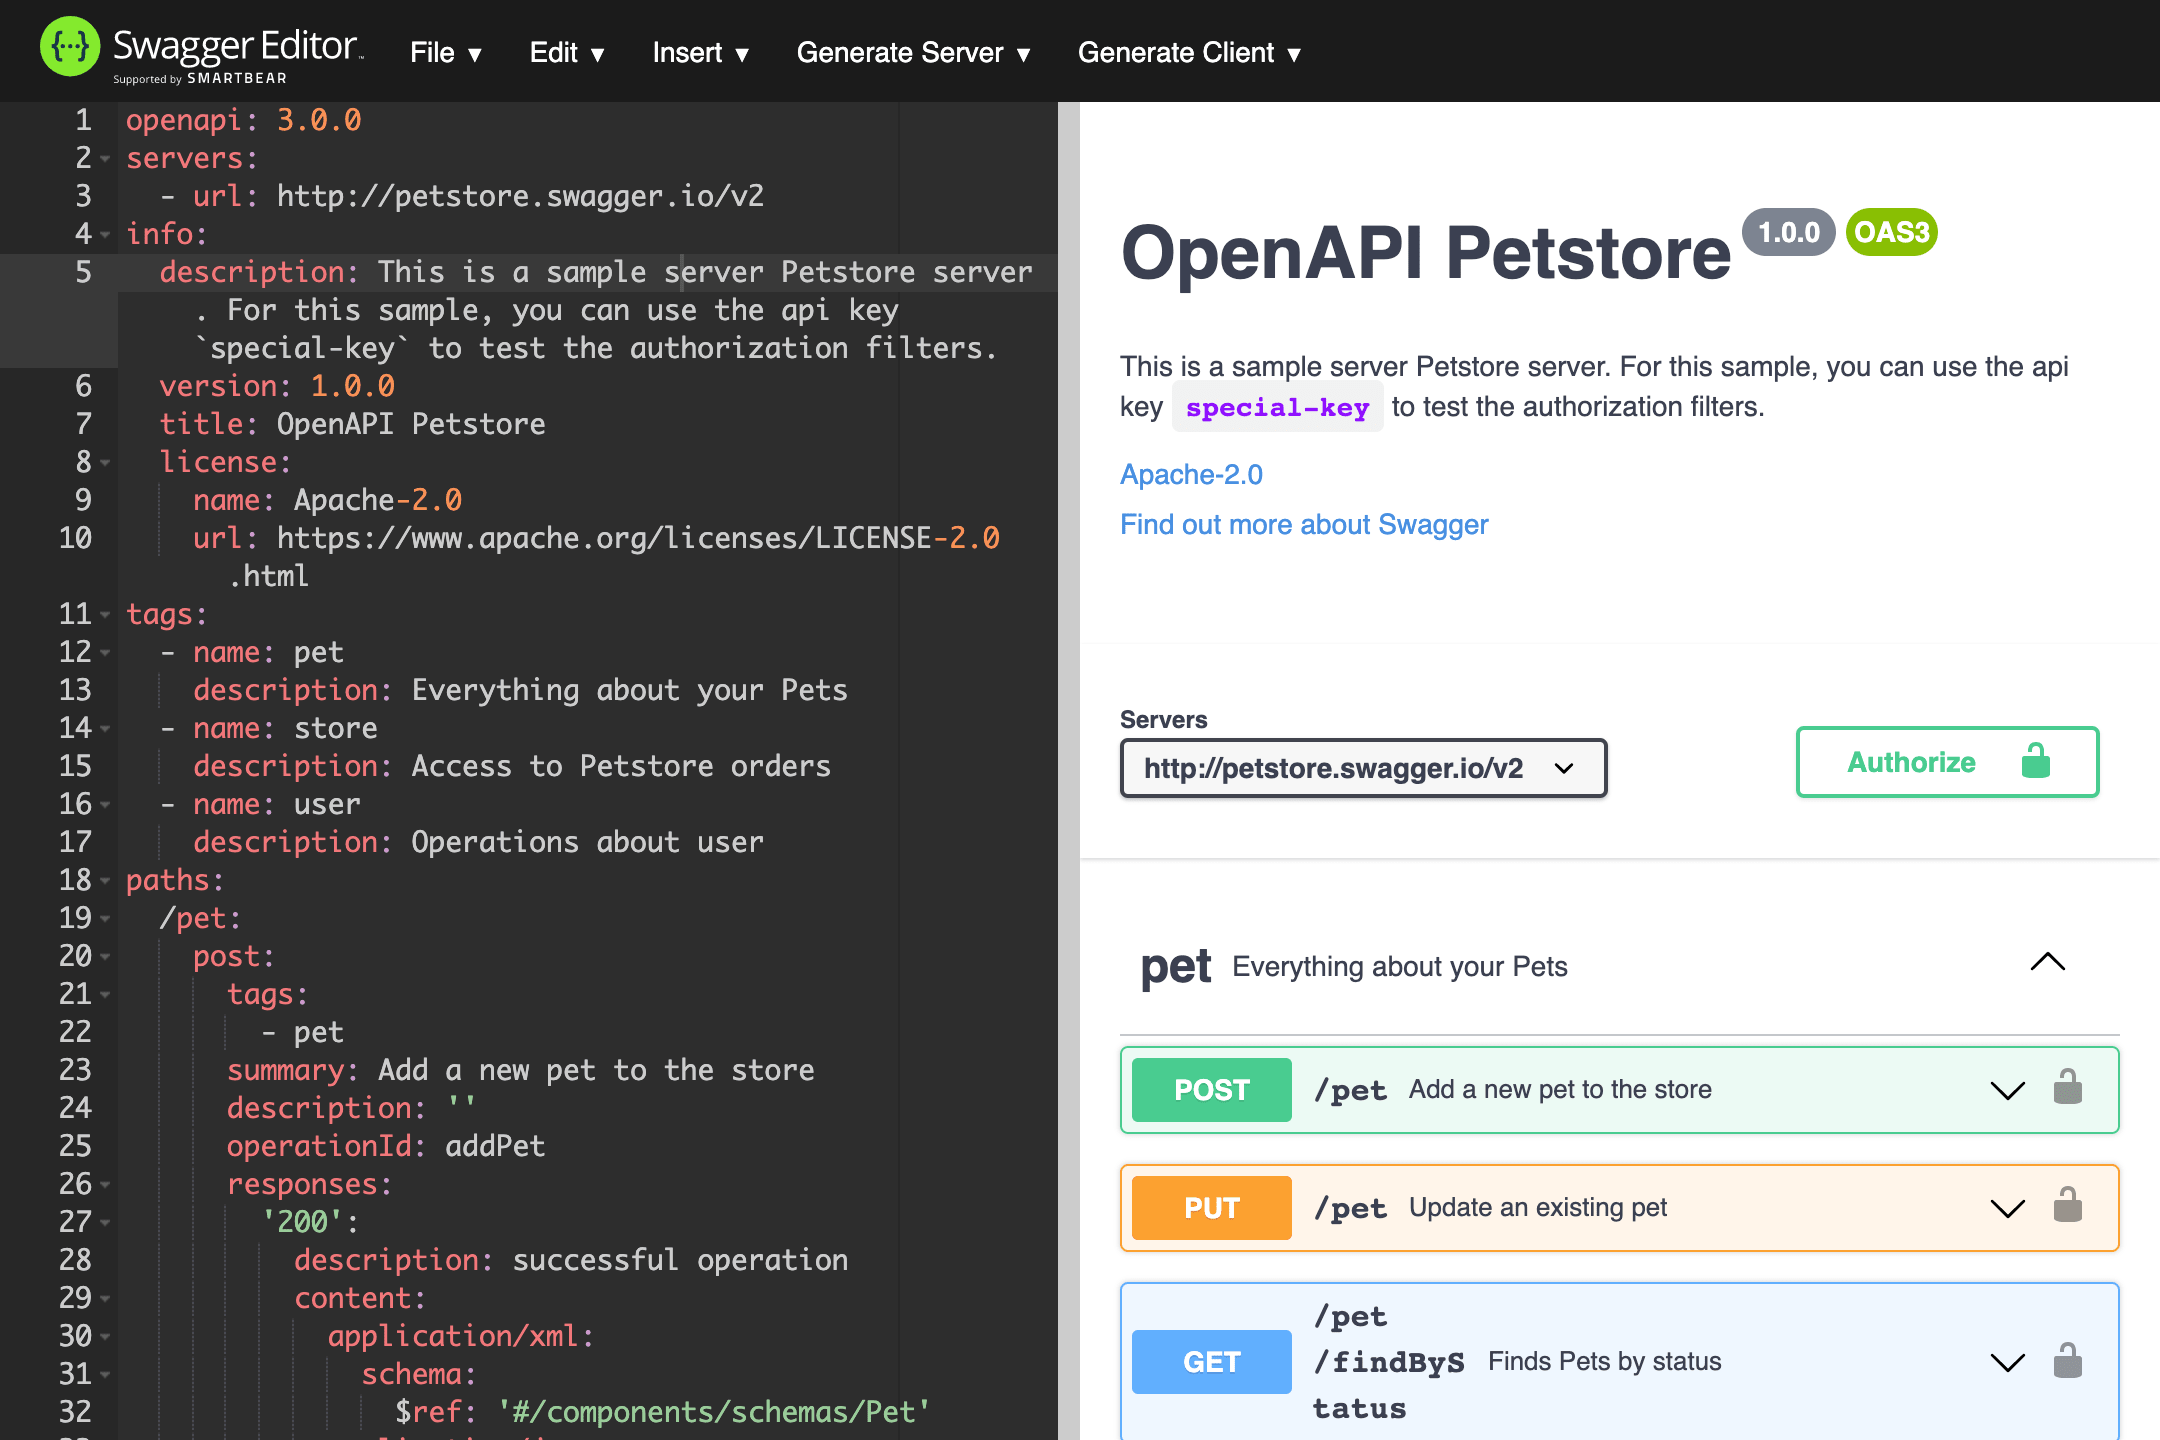 Swagger Editor
Supported by SMARTBEAR
File ▼ Edit ▼ Insert ▼ Generate Server ▼ Generate Client ▼
1 openapi: 3.0.0
2 servers:
3 - url: http://petstore.swagger.io/v2
4 info:
5 description: This is a sample server Petstore server
. For this sample, you can use the api key
`special-key` to test the authorization filters.
6 version: 1.0.0
7 title: OpenAPI Petstore
8 license:
9 name: Apache-2.0
10 url: https://www.apache.org/licenses/LICENSE-2.0
.html
11 tags:
12 - name: pet
13 description: Everything about your Pets
14 - name: store
15 description: Access to Petstore orders
16 - name: user
17 description: Operations about user
18 paths:
19 /pet:
20 post:
21 tags:
22 - pet
23 summary: Add a new pet to the store
24 description: ''
25 operationId: addPet
26 responses:
27 '200':
28 description: successful operation
29 content:
30 application/xml:
31 schema:
32 $ref: '#/components/schemas/Pet'
OpenAPI Petstore 1.0.0 OAS3
This is a sample server Petstore server. For this sample, you can use the api
key special-key to test the authorization filters.
Apache-2.0
Find out more about Swagger
Servers
http://petstore.swagger.io/v2
Authorize
pet Everything about your Pets
POST /pet Add a new pet to the store
PUT /pet Update an existing pet
GET /pet
/findByS Finds Pets by status
tatus